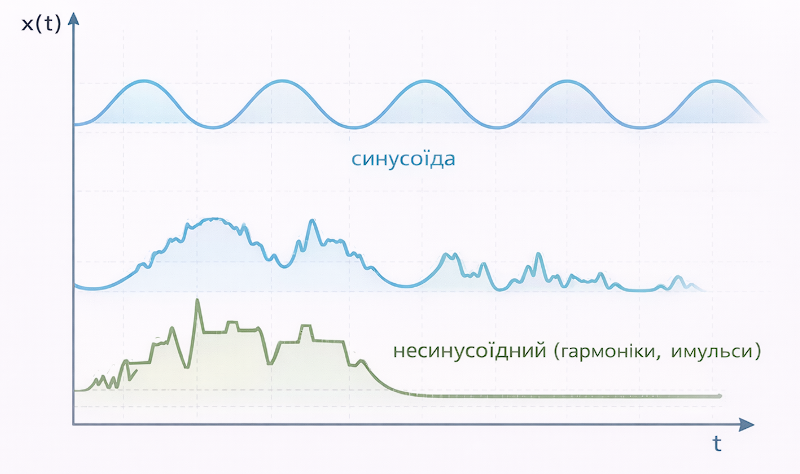 x(t)
синусоїда
несинусоїдний (гармоніки, имульси)
t